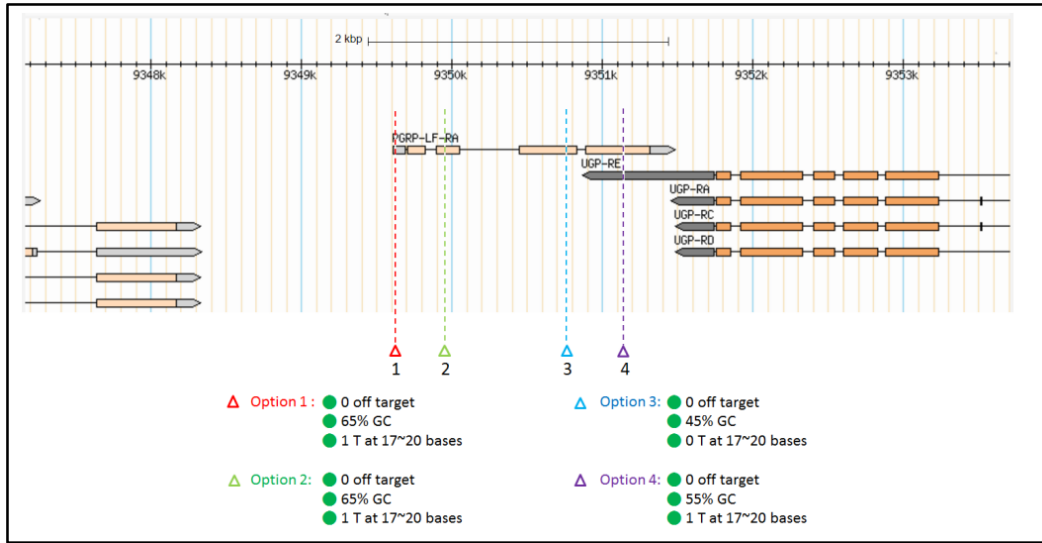 2 kbp
9348k 9349k 9350k 9351k 9352k 9353k
PGRP-LF-RA
UGP-RE
UGP-RA
UGP-RC
UGP-RD
1 2 3 4
Option 1: 0 off target
65% GC
1 T at 17~20 bases
Option 3: 0 off target
45% GC
0 T at 17~20 bases
Option 2: 0 off target
65% GC
1 T at 17~20 bases
Option 4: 0 off target
55% GC
1 T at 17~20 bases